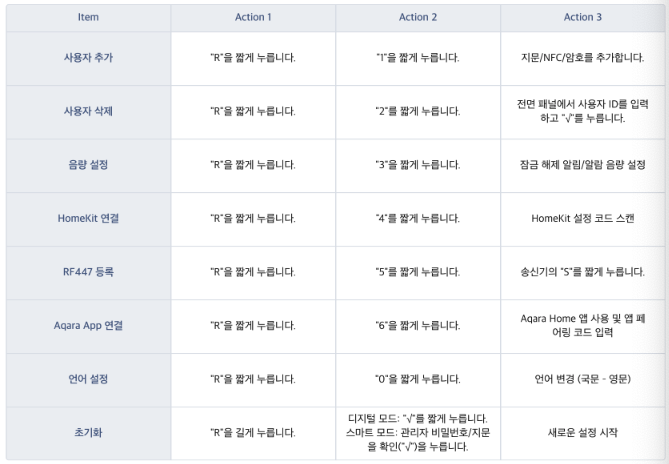 Item Action 1 Action 2 Action 3
사용자 추가 "R"을 짧게 누릅니다. "1"을 짧게 누릅니다. 지문/NFC/암호를 추가합니다.
사용자 삭제 "R"을 짧게 누릅니다. "2"를 짧게 누릅니다. 전면 패널에서 사용자 ID를 입력
하고 "√"를 누릅니다.
음량 설정 "R"을 짧게 누릅니다. "3"을 짧게 누릅니다. 잠금 해제 알림/알람 음량 설정
HomeKit 연결 "R"을 짧게 누릅니다. "4"를 짧게 누릅니다. HomeKit 설정 코드 스캔
RF447 등록 "R"을 짧게 누릅니다. "5"를 짧게 누릅니다. 송신기의 "S"를 짧게 누릅니다.
Aqara App 연결 "R"을 짧게 누릅니다. "6"를 짧게 누릅니다. Aqara Home 앱 사용 및 앱 페
어링 코드 입력
언어 설정 "R"을 짧게 누릅니다. "0"을 짧게 누릅니다. 언어 변경 (국문 - 영문)
초기화 "R"을 길게 누릅니다. 디지털 모드: "√"를 짧게 누릅니다.
스마트 모드: 관리자 비밀번호/지문
을 확인("√")을 누릅니다. 새로운 설정 시작